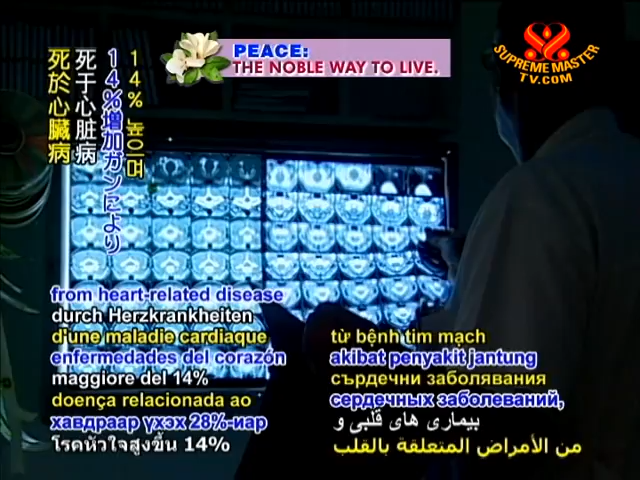 PEACE:
THE NOBLE WAY TO LIVE.
SUPREME MASTER
TV.COM
14% 높으며
14%増加ガンにより
死于心脏病
死於心臟病
from heart-related disease
durch Herzkrankheiten
d'une maladie cardiaque
enfermedades del corazón
maggiore del 14%
doença relacionada ao
хавдраар үхэх 28%-иар
โรคหัวใจสูงขึ้น 14%
từ bệnh tim mạch
akibat penyakit jantung
сърдечни заболявания
сердечных заболеваний,
بیماری های قلبی و
من الأمراض المتعلقة بالقلب